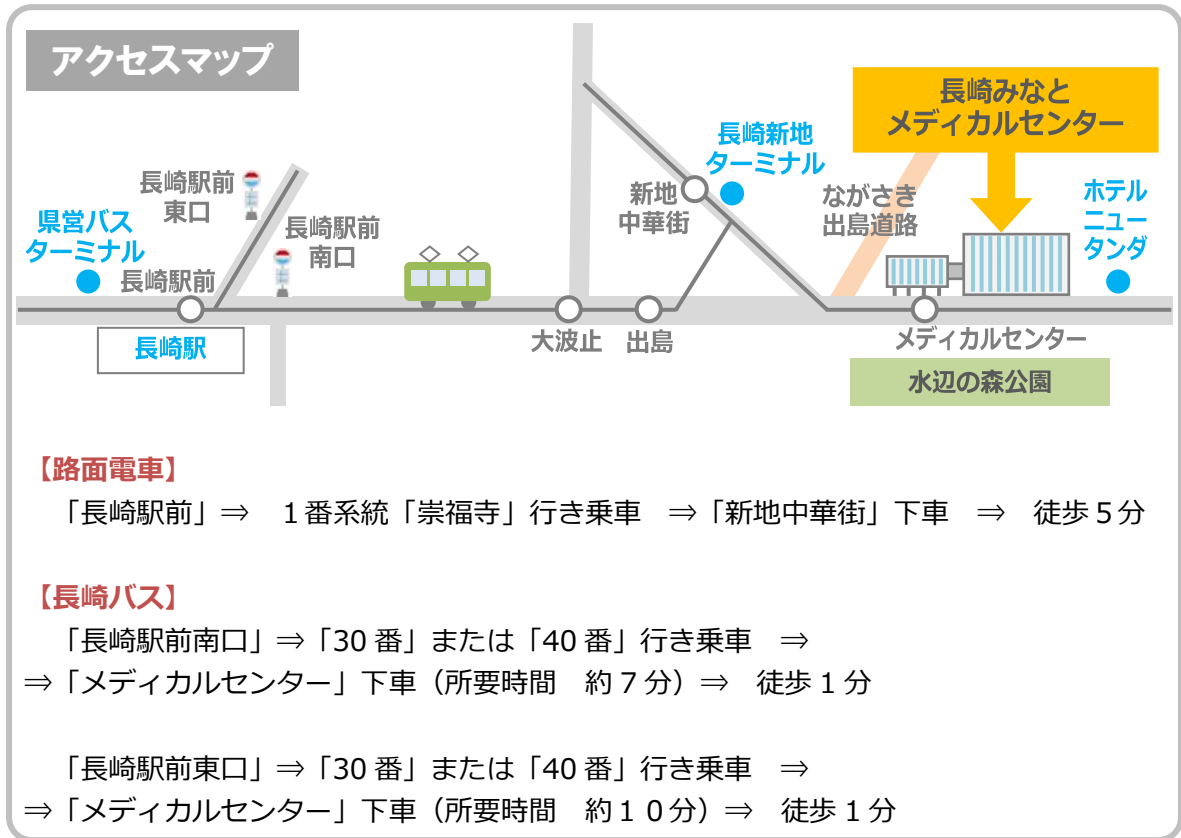 アクセスマップ
長崎みなと
メディカルセンター
長崎新地
ターミナル
新地
中華街
ながさき
出島道路
ホテル
ニュー
タンダ
長崎駅前
東口
長崎駅前
南口
県営バス
ターミナル
長崎駅前
長崎駅
大波止
出島
メディカルセンター
水辺の森公園
【路面電車】
「長崎駅前」⇒　１番系統「崇福寺」行き乗車　⇒「新地中華街」下車　⇒　徒歩５分
【長崎バス】
「長崎駅前南口」⇒「30 番」または「40 番」行き乗車　⇒
⇒「メディカルセンター」下車（所要時間　約７分）⇒　徒歩１分
「長崎駅前東口」⇒「30 番」または「40 番」行き乗車　⇒
⇒「メディカルセンター」下車（所要時間　約１０分）⇒　徒歩１分